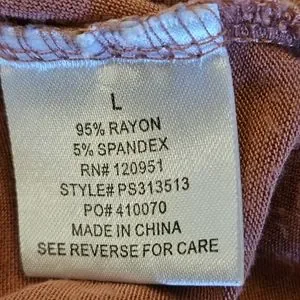 L
95% RAYON
5% SPANDEX
RN# 120951
STYLE# PS313513
PO# 410070
MADE IN CHINA
SEE REVERSE FOR CARE